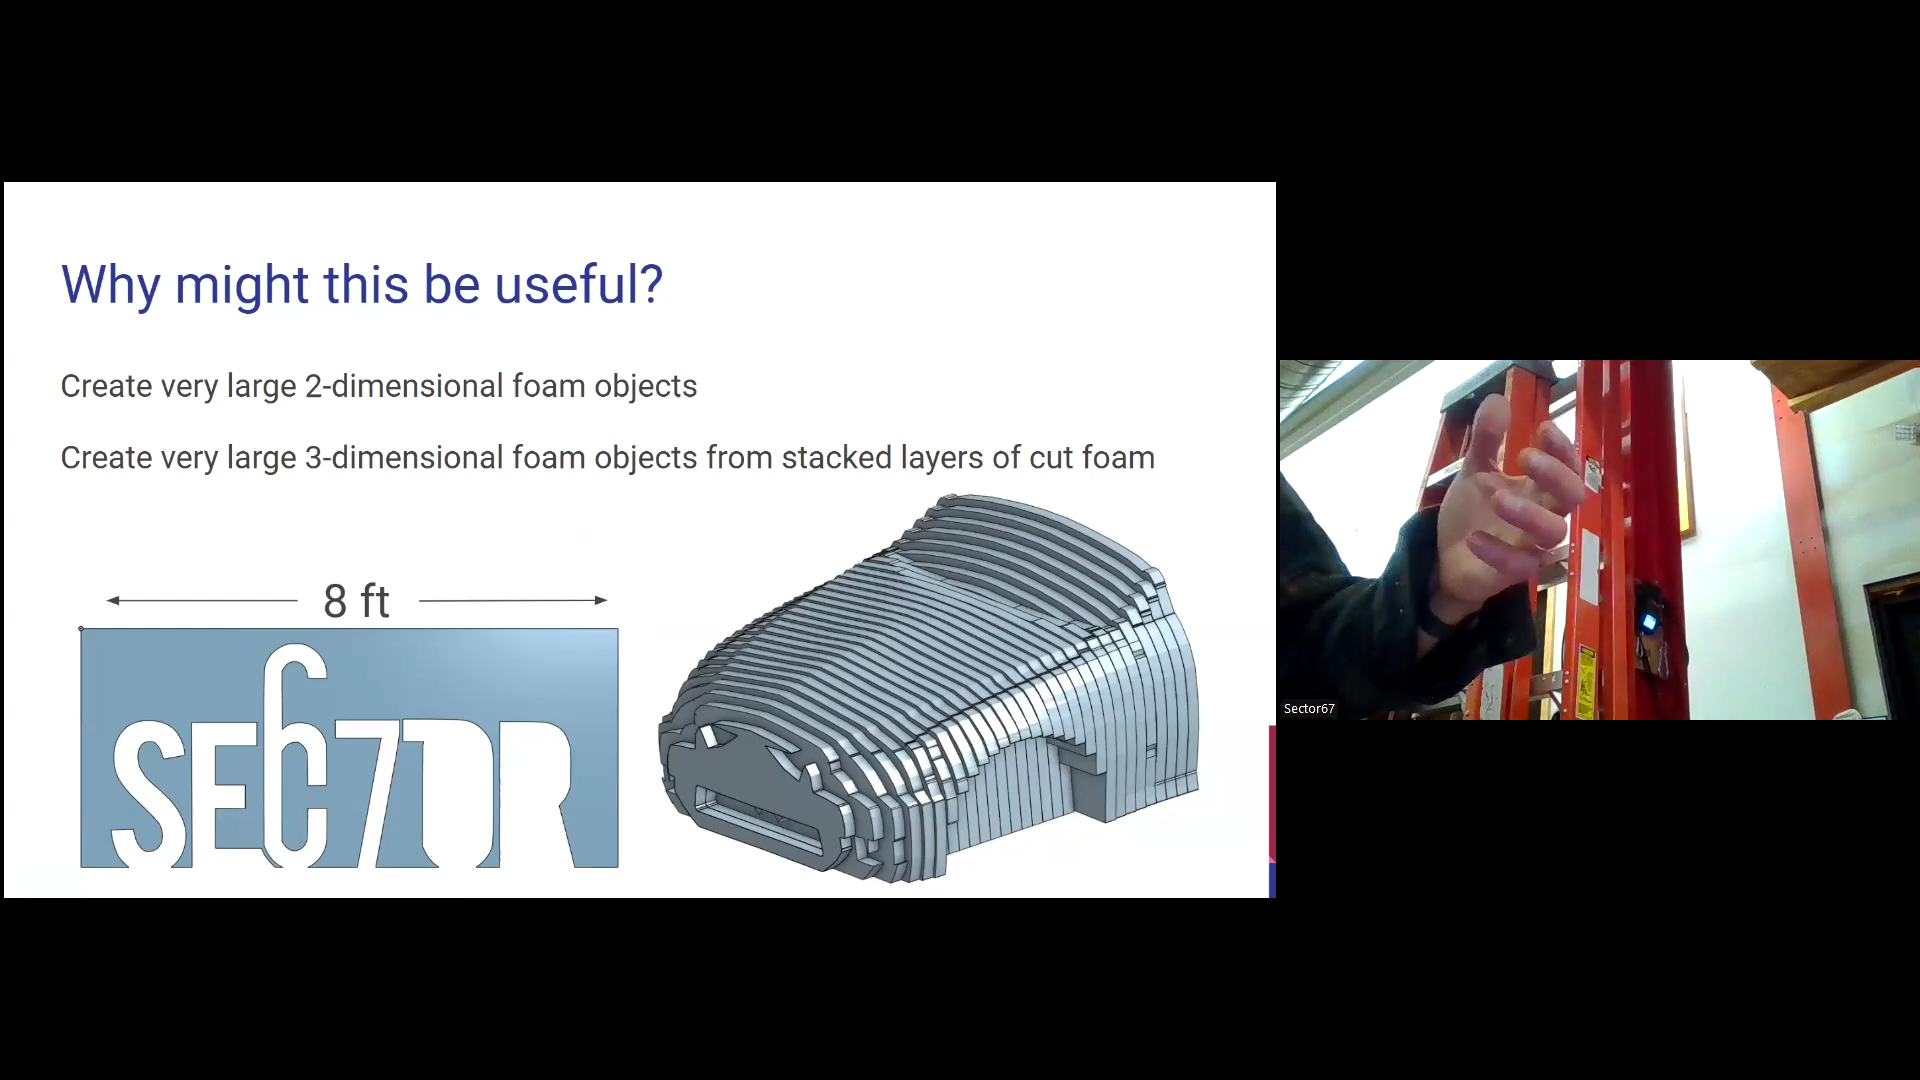 Why might this be useful?
Create very large 2-dimensional foam objects
Create very large 3-dimensional foam objects from stacked layers of cut foam
8 ft
SEC67TOR
Sector67